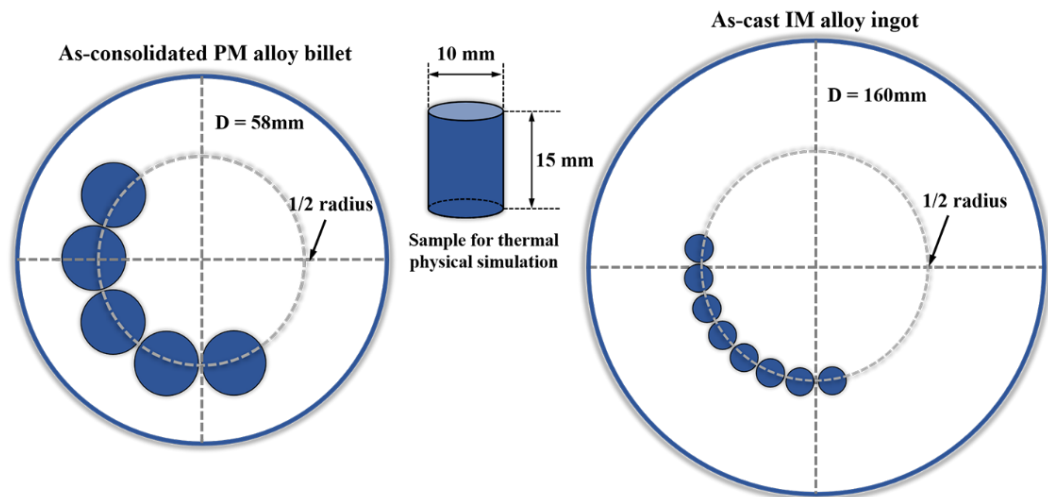 As-consolidated PM alloy billet
D = 58mm
1/2 radius
10 mm
15 mm
Sample for thermal
physical simulation
As-cast IM alloy ingot
D = 160mm
1/2 radius